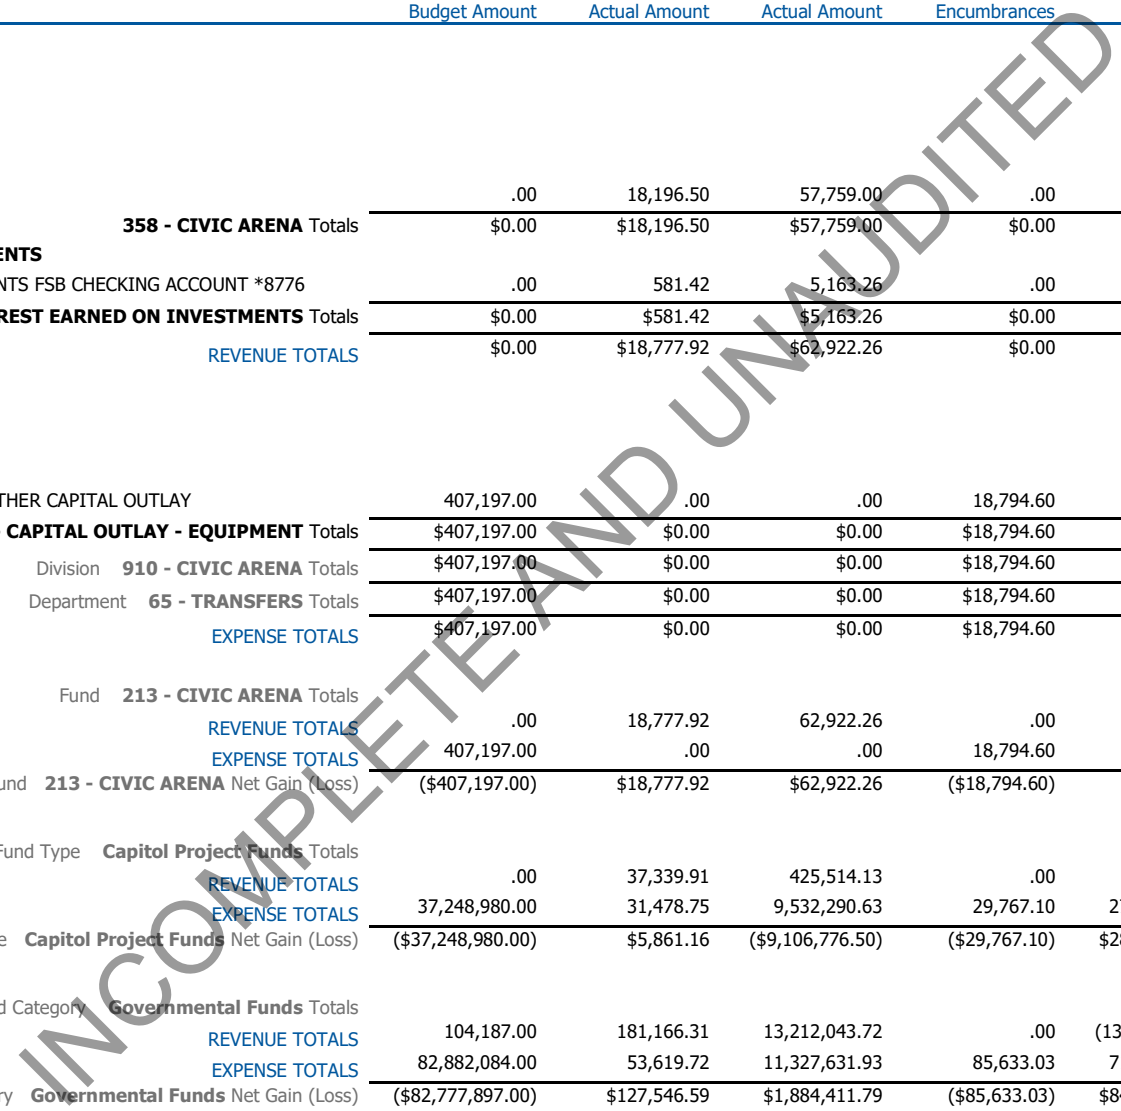 Budget Amount Actual Amount Actual Amount Encumbrances
.00 18,196.50 57,759.00 .00
358 - CIVIC ARENA Totals $0.00 $18,196.50 $57,759.00 $0.00
ENTS
NTS FSB CHECKING ACCOUNT *8776 .00 581.42 5,163.26 .00
REST EARNED ON INVESTMENTS Totals $0.00 $581.42 $5,163.26 $0.00
REVENUE TOTALS $0.00 $18,777.92 $62,922.26 $0.00
THER CAPITAL OUTLAY 407,197.00 .00 .00 18,794.60
CAPITAL OUTLAY - EQUIPMENT Totals $407,197.00 $0.00 $0.00 $18,794.60
Division 910 - CIVIC ARENA Totals $407,197.00 $0.00 $0.00 $18,794.60
Department 65 - TRANSFERS Totals $407,197.00 $0.00 $0.00 $18,794.60
EXPENSE TOTALS $407,197.00 $0.00 $0.00 $18,794.60
Fund 213 - CIVIC ARENA Totals
REVENUE TOTALS .00 18,777.92 62,922.26 .00
EXPENSE TOTALS 407,197.00 .00 .00 18,794.60
und 213 - CIVIC ARENA Net Gain (Loss) ($407,197.00) $18,777.92 $62,922.26 ($18,794.60)
Fund Type Capitol Project Funds Totals
REVENUE TOTALS .00 37,339.91 425,514.13 .00
EXPENSE TOTALS 37,248,980.00 31,478.75 9,532,290.63 29,767.10 2
e Capitol Project Funds Net Gain (Loss) ($37,248,980.00) $5,861.16 ($9,106,776.50) ($29,767.10) $2
d Category Governmental Funds Totals
REVENUE TOTALS 104,187.00 181,166.31 13,212,043.72 .00 (13
EXPENSE TOTALS 82,882,084.00 53,619.72 11,327,631.93 85,633.03 7
ry Governmental Funds Net Gain (Loss) ($82,777,897.00) $127,546.59 $1,884,411.79 ($85,633.03) $8
INCOMPLETE AND UNAUDITED